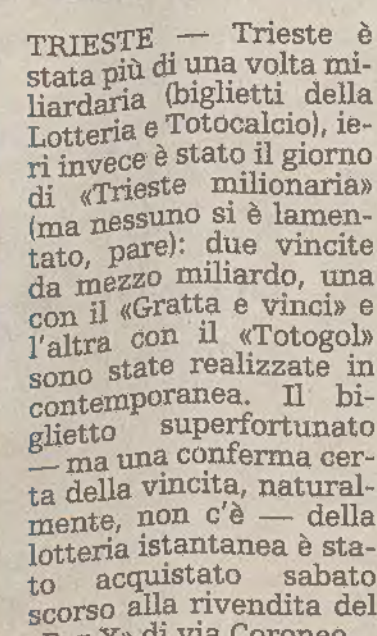 TRIESTE — Trieste è
stata più di una volta mi-
liardaria (biglietti della
Lotteria e Totocalcio), ie-
ri invece è stato il giorno
di «Trieste milionaria»
(ma nessuno si è lamen-
tato, pare): due vincite
da mezzo miliardo, una
con il «Gratta e vinci» e
l'altra con il «Totogol»
sono state realizzate in
contemporanea. Il bi-
glietto superfortunato
— ma una conferma cer-
ta della vincita, natural-
mente, non c'è — della
lotteria istantanea è sta-
to acquistato sabato
scorso alla rivendita del
di via Coroneo